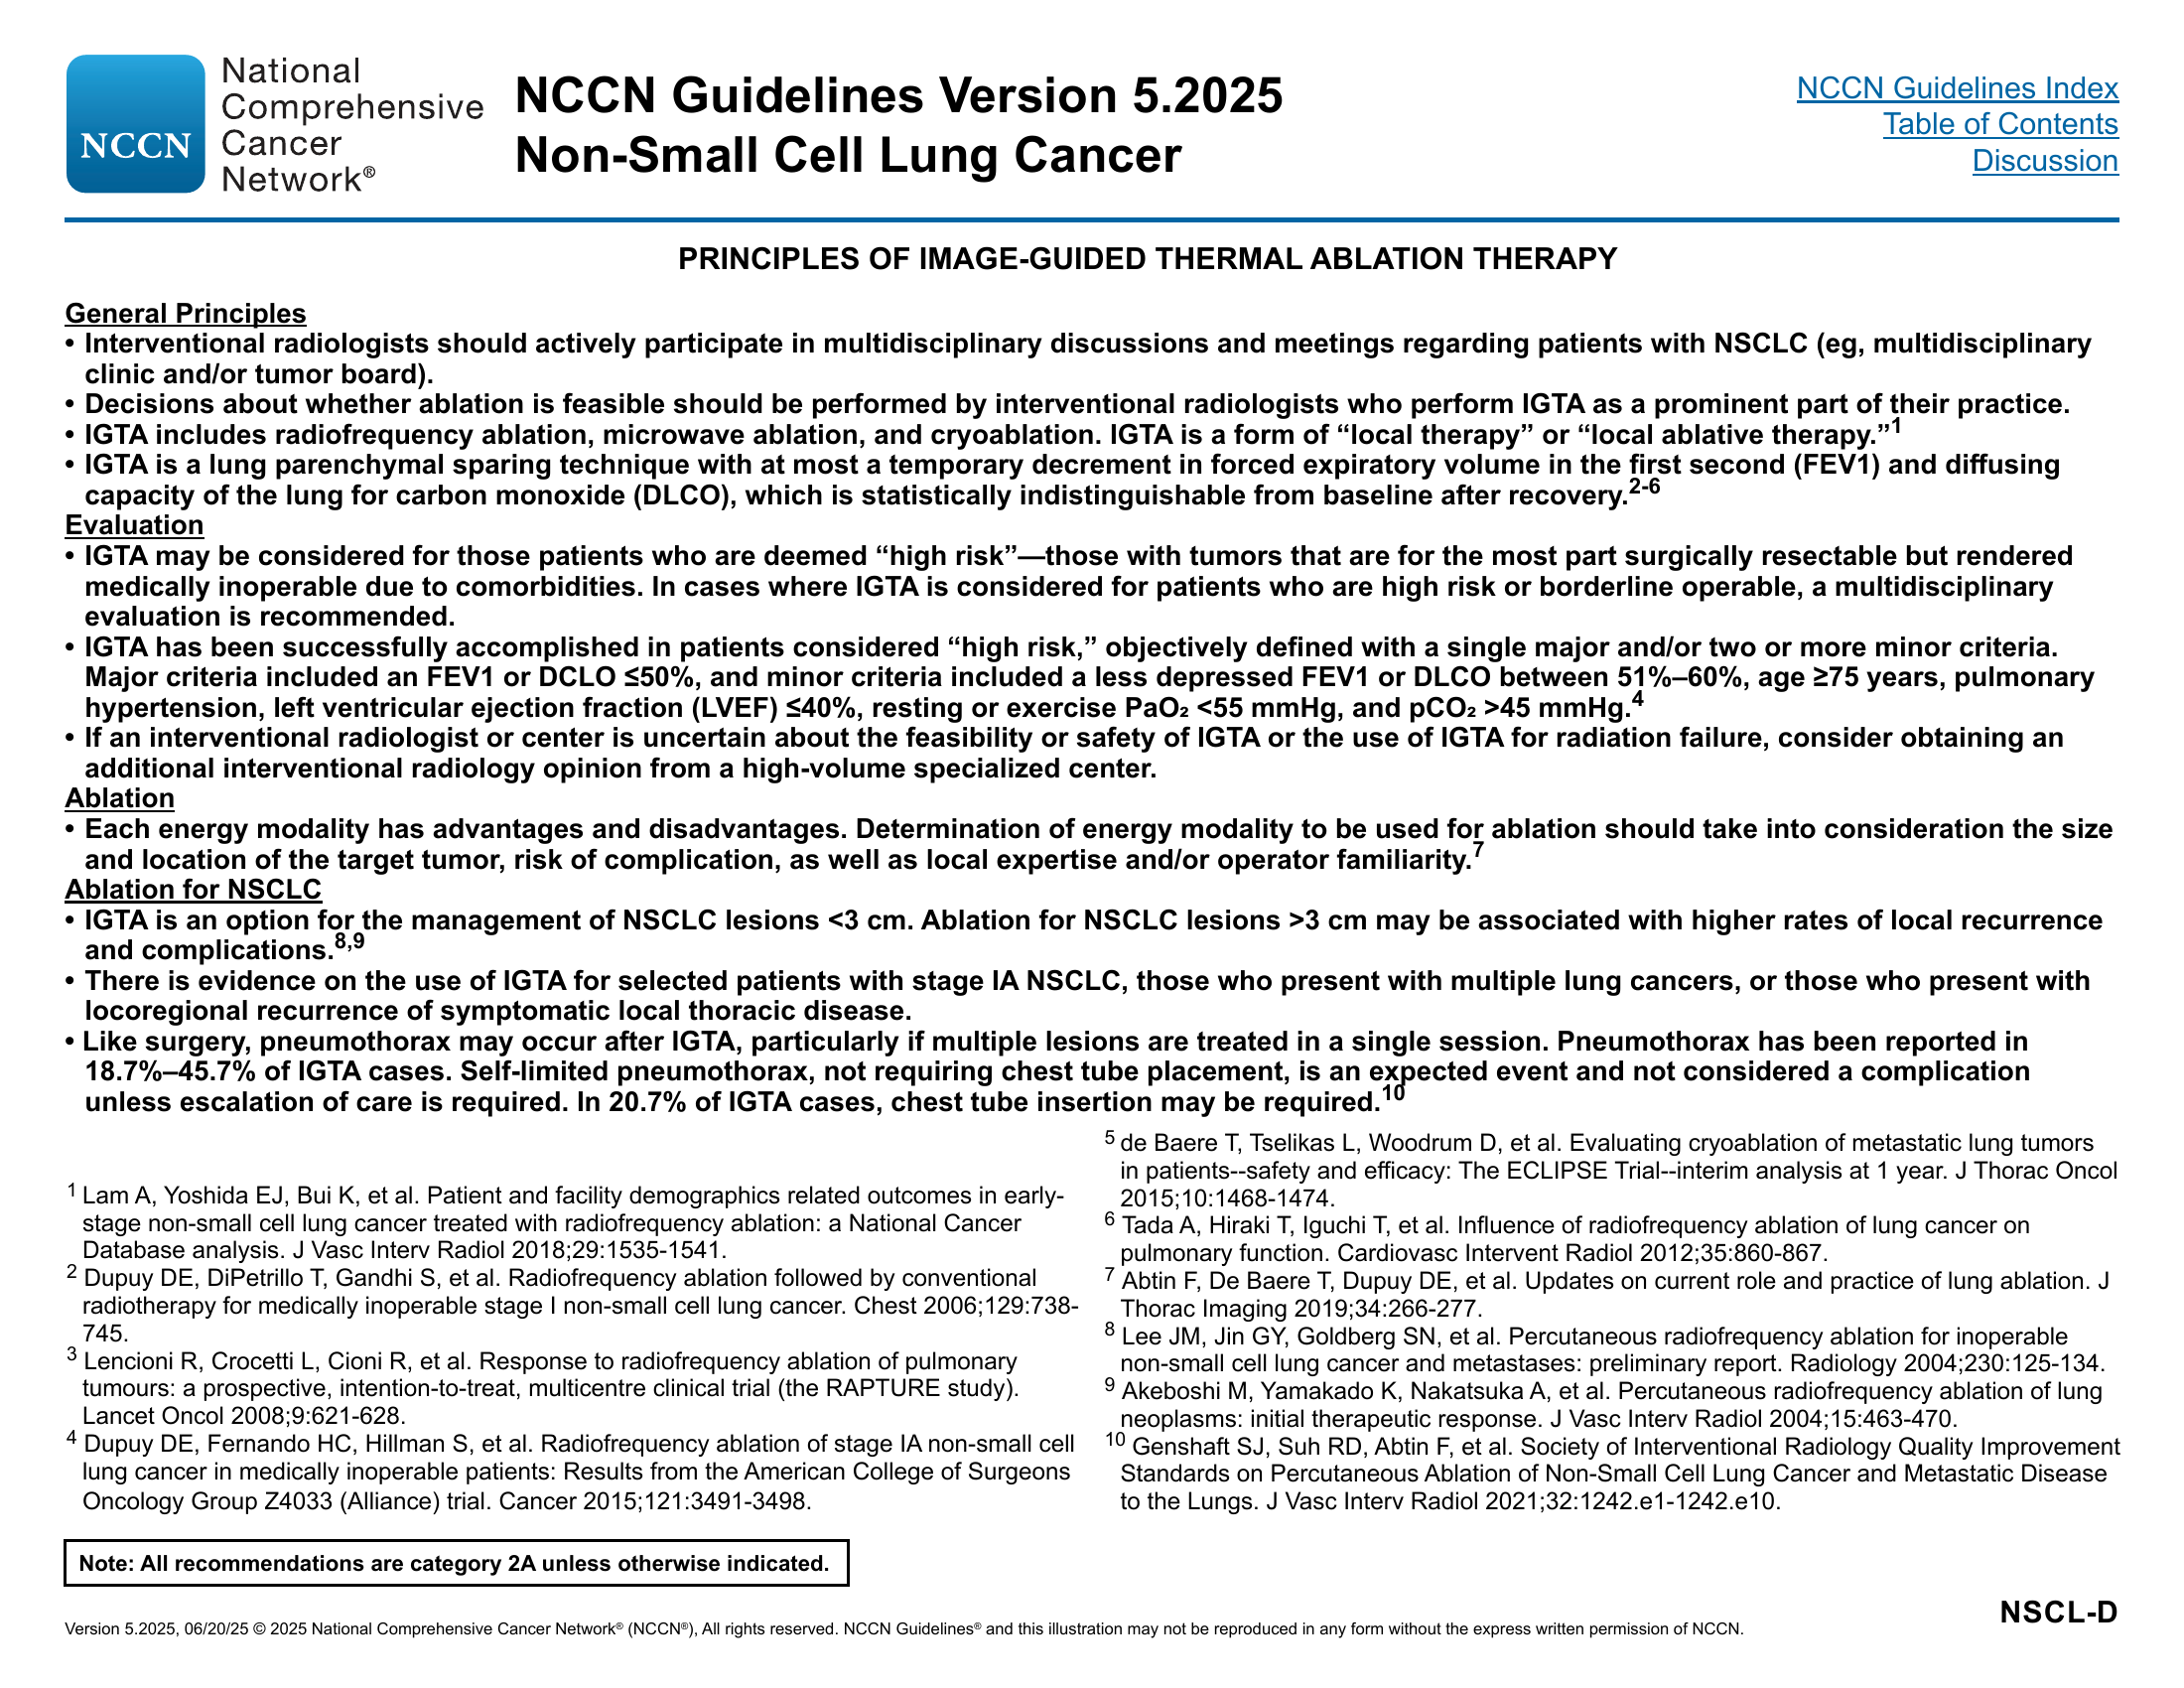 National
Comprehensive
Cancer
Network®
NCCN
NCCN Guidelines Version 5.2025
Non-Small Cell Lung Cancer
NCCN Guidelines Index
Table of Contents
Discussion
PRINCIPLES OF IMAGE-GUIDED THERMAL ABLATION THERAPY
General Principles
• Interventional radiologists should actively participate in multidisciplinary discussions and meetings regarding patients with NSCLC (eg, multidisciplinary
clinic and/or tumor board).
• Decisions about whether ablation is feasible should be performed by interventional radiologists who perform IGTA as a prominent part of their practice.
• IGTA includes radiofrequency ablation, microwave ablation, and cryoablation. IGTA is a form of “local therapy” or “local ablative therapy.”1
• IGTA is a lung parenchymal sparing technique with at most a temporary decrement in forced expiratory volume in the first second (FEV1) and diffusing
capacity of the lung for carbon monoxide (DLCO), which is statistically indistinguishable from baseline after recovery.2-6
Evaluation
• IGTA may be considered for those patients who are deemed “high risk”—those with tumors that are for the most part surgically resectable but rendered
medically inoperable due to comorbidities. In cases where IGTA is considered for patients who are high risk or borderline operable, a multidisciplinary
evaluation is recommended.
• IGTA has been successfully accomplished in patients considered “high risk,” objectively defined with a single major and/or two or more minor criteria.
Major criteria included an FEV1 or DCLO ≤50%, and minor criteria included a less depressed FEV1 or DLCO between 51%–60%, age ≥75 years, pulmonary
hypertension, left ventricular ejection fraction (LVEF) ≤40%, resting or exercise PaO₂ <55 mmHg, and pCO₂ >45 mmHg.4
• If an interventional radiologist or center is uncertain about the feasibility or safety of IGTA or the use of IGTA for radiation failure, consider obtaining an
additional interventional radiology opinion from a high-volume specialized center.
Ablation
• Each energy modality has advantages and disadvantages. Determination of energy modality to be used for ablation should take into consideration the size
and location of the target tumor, risk of complication, as well as local expertise and/or operator familiarity.7
Ablation for NSCLC
• IGTA is an option for the management of NSCLC lesions <3 cm. Ablation for NSCLC lesions >3 cm may be associated with higher rates of local recurrence
and complications.8,9
• There is evidence on the use of IGTA for selected patients with stage IA NSCLC, those who present with multiple lung cancers, or those who present with
locoregional recurrence of symptomatic local thoracic disease.
• Like surgery, pneumothorax may occur after IGTA, particularly if multiple lesions are treated in a single session. Pneumothorax has been reported in
18.7%–45.7% of IGTA cases. Self-limited pneumothorax, not requiring chest tube placement, is an expected event and not considered a complication
unless escalation of care is required. In 20.7% of IGTA cases, chest tube insertion may be required.10
1 Lam A, Yoshida EJ, Bui K, et al. Patient and facility demographics related outcomes in early-
stage non-small cell lung cancer treated with radiofrequency ablation: a National Cancer
Database analysis. J Vasc Interv Radiol 2018;29:1535-1541.
2 Dupuy DE, DiPetrillo T, Gandhi S, et al. Radiofrequency ablation followed by conventional
radiotherapy for medically inoperable stage I non-small cell lung cancer. Chest 2006;129:738-
745.
3 Lencioni R, Crocetti L, Cioni R, et al. Response to radiofrequency ablation of pulmonary
tumours: a prospective, intention-to-treat, multicentre clinical trial (the RAPTURE study).
Lancet Oncol 2008;9:621-628.
4 Dupuy DE, Fernando HC, Hillman S, et al. Radiofrequency ablation of stage IA non-small cell
lung cancer in medically inoperable patients: Results from the American College of Surgeons
Oncology Group Z4033 (Alliance) trial. Cancer 2015;121:3491-3498.
5 de Baere T, Tselikas L, Woodrum D, et al. Evaluating cryoablation of metastatic lung tumors
in patients--safety and efficacy: The ECLIPSE Trial--interim analysis at 1 year. J Thorac Oncol
2015;10:1468-1474.
6 Tada A, Hiraki T, Iguchi T, et al. Influence of radiofrequency ablation of lung cancer on
pulmonary function. Cardiovasc Intervent Radiol 2012;35:860-867.
7 Abtin F, De Baere T, Dupuy DE, et al. Updates on current role and practice of lung ablation. J
Thorac Imaging 2019;34:266-277.
8 Lee JM, Jin GY, Goldberg SN, et al. Percutaneous radiofrequency ablation for inoperable
non-small cell lung cancer and metastases: preliminary report. Radiology 2004;230:125-134.
9 Akeboshi M, Yamakado K, Nakatsuka A, et al. Percutaneous radiofrequency ablation of lung
neoplasms: initial therapeutic response. J Vasc Interv Radiol 2004;15:463-470.
10 Genshaft SJ, Suh RD, Abtin F, et al. Society of Interventional Radiology Quality Improvement
Standards on Percutaneous Ablation of Non-Small Cell Lung Cancer and Metastatic Disease
to the Lungs. J Vasc Interv Radiol 2021;32:1242.e1-1242.e10.
Note: All recommendations are category 2A unless otherwise indicated.
NSCL-D
Version 5.2025, 06/20/25 © 2025 National Comprehensive Cancer Network® (NCCN®), All rights reserved. NCCN Guidelines® and this illustration may not be reproduced in any form without the express written permission of NCCN.